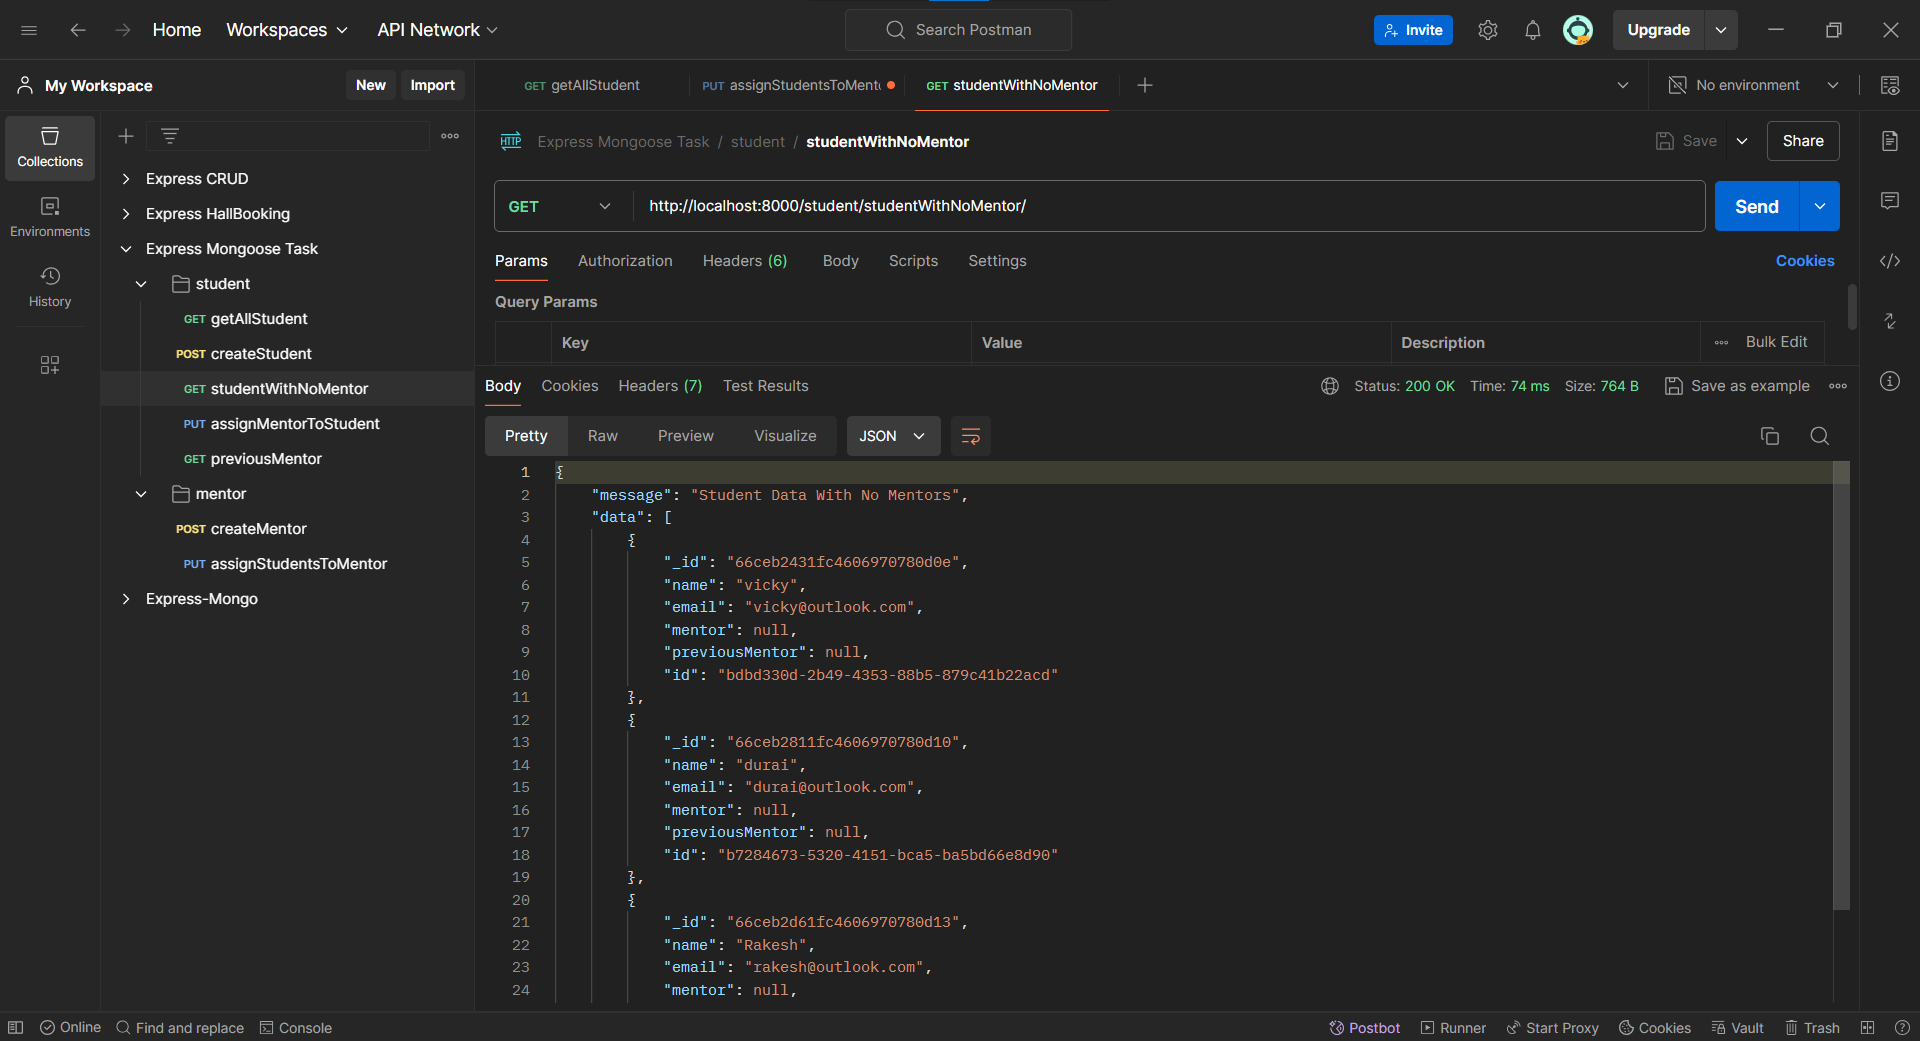 Home Workspaces API Network Search Postman Invite Upgrade
My Workspace New Import GET getAllStudent PUT assignStudentsToMent GET studentWithNoMentor No environment
Collections
Environments
History
Express CRUD
Express HallBooking
Express Mongoose Task
student
GET getAllStudent
POST createStudent
GET studentWithNoMentor
PUT assignMentorToStudent
GET previousMentor
mentor
POST createMentor
PUT assignStudentsToMentor
Express-Mongo
HTTP Express Mongoose Task / student / studentWithNoMentor Save Share
GET http://localhost:8000/student/studentWithNoMentor/ Send
Params Authorization Headers (6) Body Scripts Settings Cookies
Query Params
Key Value Description Bulk Edit
Body Cookies Headers (7) Test Results Status: 200 OK Time: 74 ms Size: 764 B Save as example
Pretty Raw Preview Visualize JSON
1 {
2 "message": "Student Data With No Mentors",
3 "data": [
4 {
5 "_id": "66ceb2431fc4606970780d0e",
6 "name": "vicky",
7 "email": "vicky@outlook.com",
8 "mentor": null,
9 "previousMentor": null,
10 "id": "bdbd330d-2b49-4353-88b5-879c41b22acd"
11 },
12 {
13 "_id": "66ceb2811fc4606970780d10",
14 "name": "durai",
15 "email": "durai@outlook.com",
16 "mentor": null,
17 "previousMentor": null,
18 "id": "b7284673-5320-4151-bca5-ba5bd66e8d90"
19 },
20 {
21 "_id": "66ceb2d61fc4606970780d13",
22 "name": "Rakesh",
23 "email": "rakesh@outlook.com",
24 "mentor": null,
Online Find and replace Console Postbot Runner Start Proxy Cookies Vault Trash